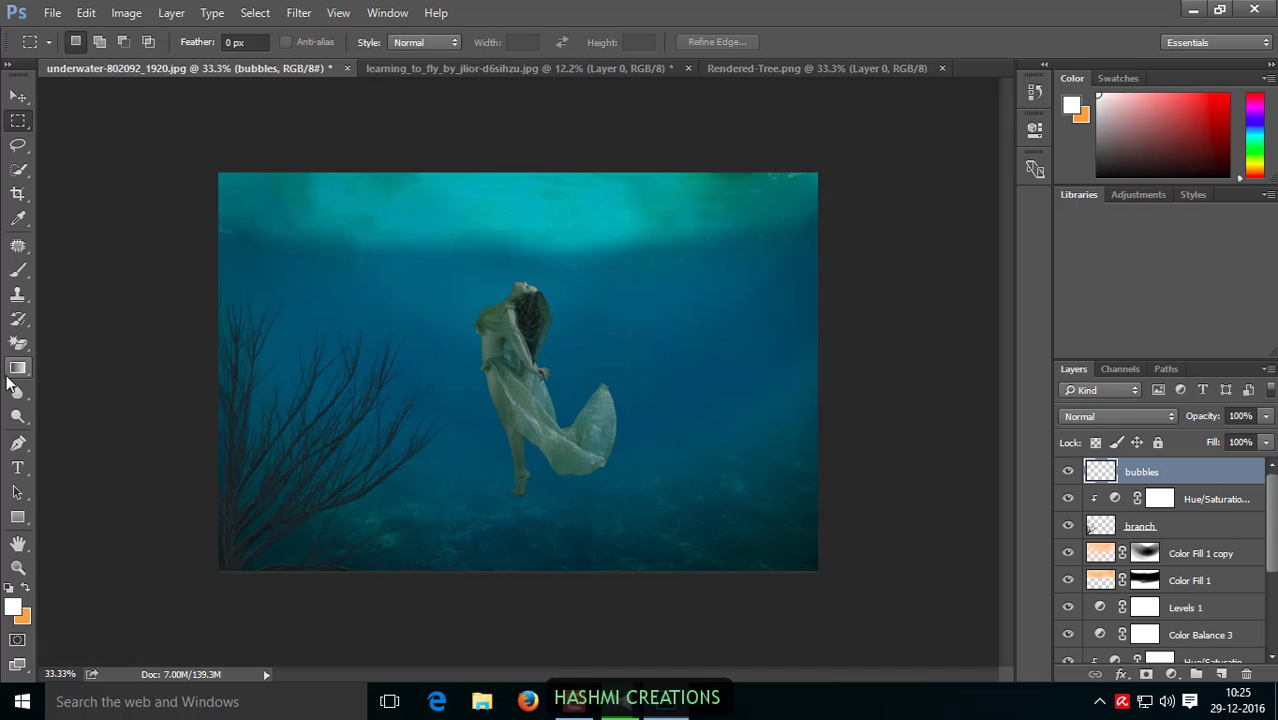 Ps File Edit Image Layer Type Select Filter 3D View Window Help
Feather: 0 px Anti-alias Style: Normal Width: Height: Refine Edge... Essentials
underwater-802092_1920.jpg @ 33.3% (bubbles, RGB/8#) * × learning_to_fly_by_jlior-d6sihzu.jpg @ 12.2% (Layer 0, RGB/8) * × Rendered-Tree.png @ 33.3% (Layer 0, RGB/8) ×
Color Swatches
Libraries Adjustments Styles
Layers Channels Paths
Kind
Normal Opacity: 100%
Lock: Fill: 100%
bubbles
Hue/Saturatio...
branch
Color Fill 1 copy
Color Fill 1
Levels 1
Color Balance 3
33.33% Doc: 7.00M/139.3M
Search the web and Windows
HASHMI CREATIONS
10:25
29-12-2016